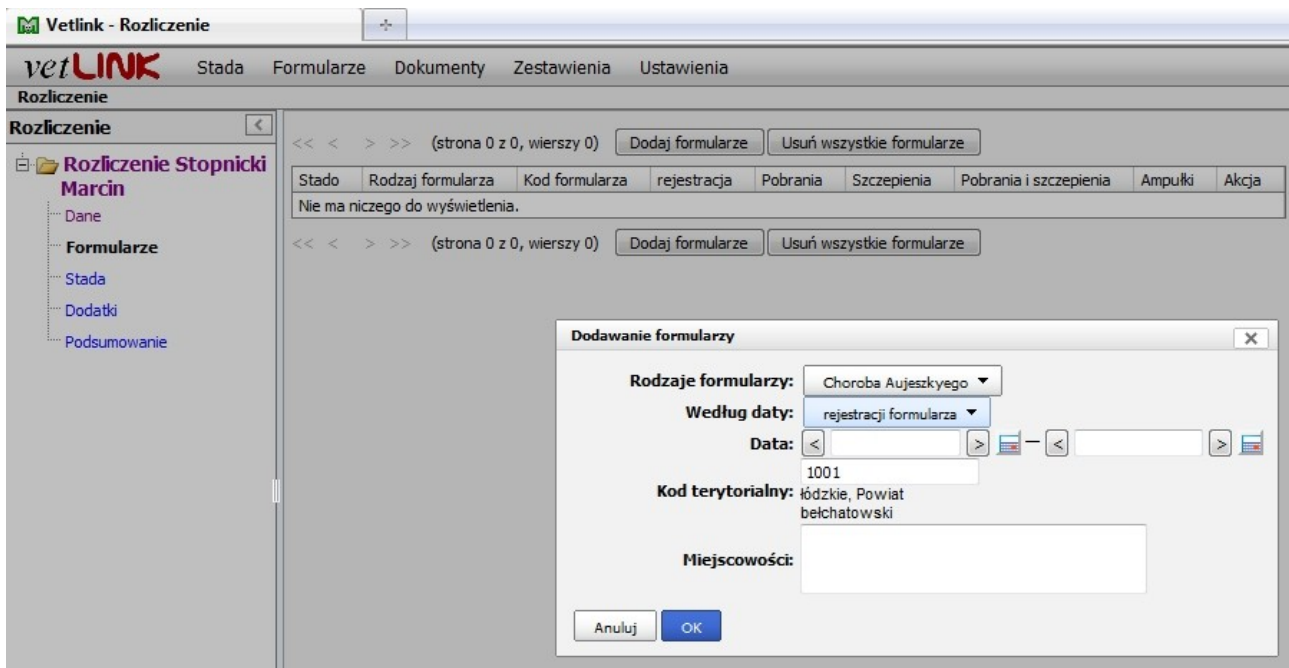 Vetlink - Rozliczenie
vetLINK Stada Formularze Dokumenty Zestawienia Ustawienia
Rozliczenie
Rozliczenie <
Rozliczenie Stopnicki
Marcin
Dane
Formularze
Stada
Dodatki
Podsumowanie
<< < > >> (strona 0 z 0, wierszy 0) Dodaj formularze Usuń wszystkie formularze
Stado Rodzaj formularza Kod formularza rejestracja Pobrania Szczepienia Pobrania i szczepienia Ampułki Akcja
Nie ma niczego do wyświetlenia.
<< < > >> (strona 0 z 0, wierszy 0) Dodaj formularze Usuń wszystkie formularze
Dodawanie formularzy
Rodzaje formularzy: Choroba Aujeszkyego
Według daty: rejestracji formularza
Data: < > – < >
Kod terytorialny: 1001
łódzkie, Powiat
bełchatowski
Miejscowości:
Anuluj OK